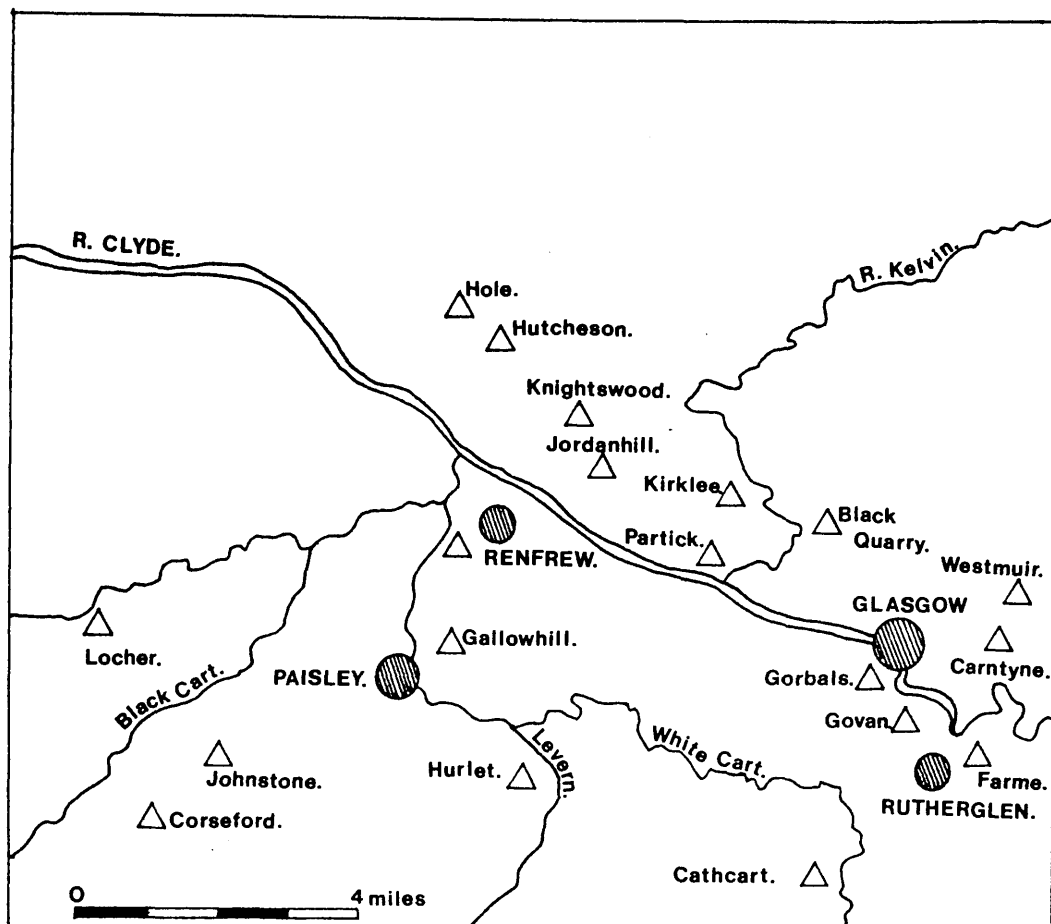 R. CLYDE.
R. Kelvin.
Hole.
Hutcheson.
Knightswood.
Jordanhill.
Kirklee
Black
Quarry.
Partick.
RENFREW.
Westmuir.
GLASGOW
Locher.
Gallowhill.
Carntyne.
PAISLEY.
Gorbals.
Black Cart.
Govan.
White Cart.
Levern.
Johnstone.
Hurlet.
Farme.
RUTHERGLEN.
Corseford.
Cathcart.
0 4 miles